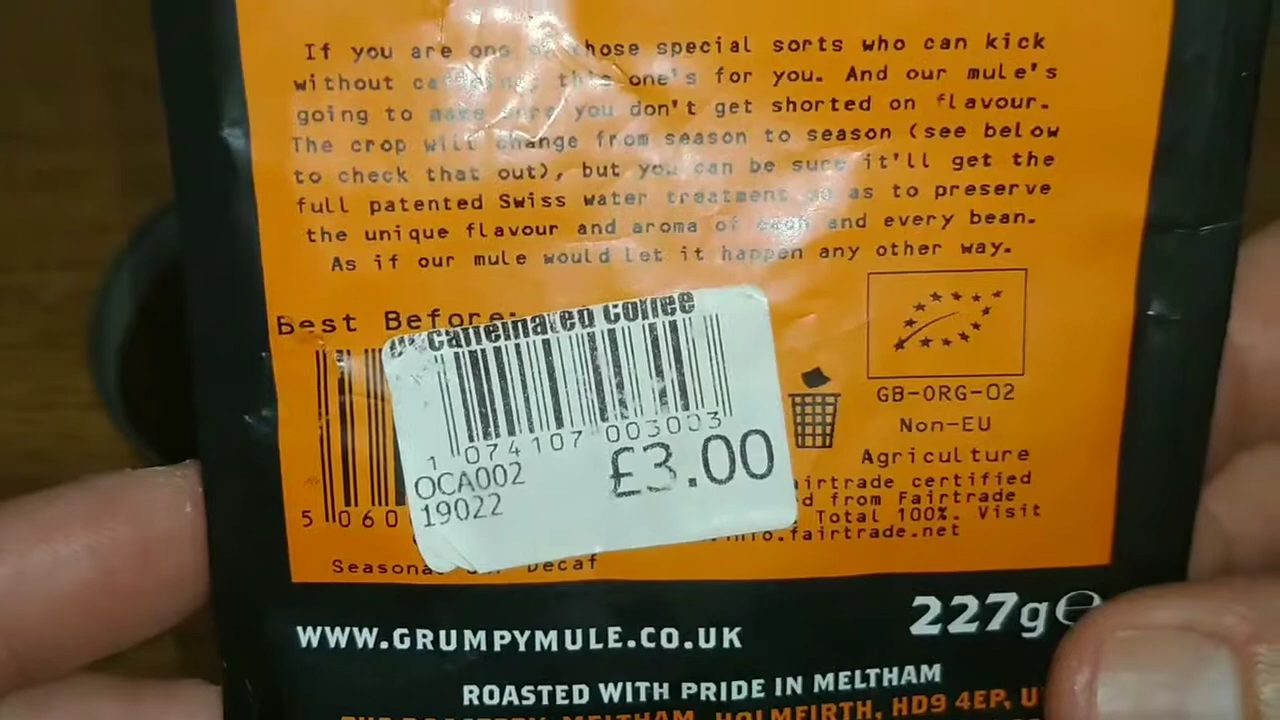 If you are one of those special sorts who can kick
without caffeine, this one's for you. And our mule's
going to make sure you don't get shorted on flavour.
The crop will change from season to season (see below
to check that out), but you can be sure it'll get the
full patented Swiss water treatment so as to preserve
the unique flavour and aroma of each and every bean.
As if our mule would let it happen any other way.
Best Before:
Decaffeinated Coffee
1 074107 003003
OCA002
£3.00
19022
5 060
GB-ORG-02
Non-EU
Agriculture
airtrade certified
d from Fairtrade
Total 100%. Visit
.info.fairtrade.net
Decaf
227g℮
WWW.GRUMPYMULE.CO.UK
ROASTED WITH PRIDE IN MELTHAM
ROASTERY, MELTHAM, HOLMFIRTH, HD9 4EP, U